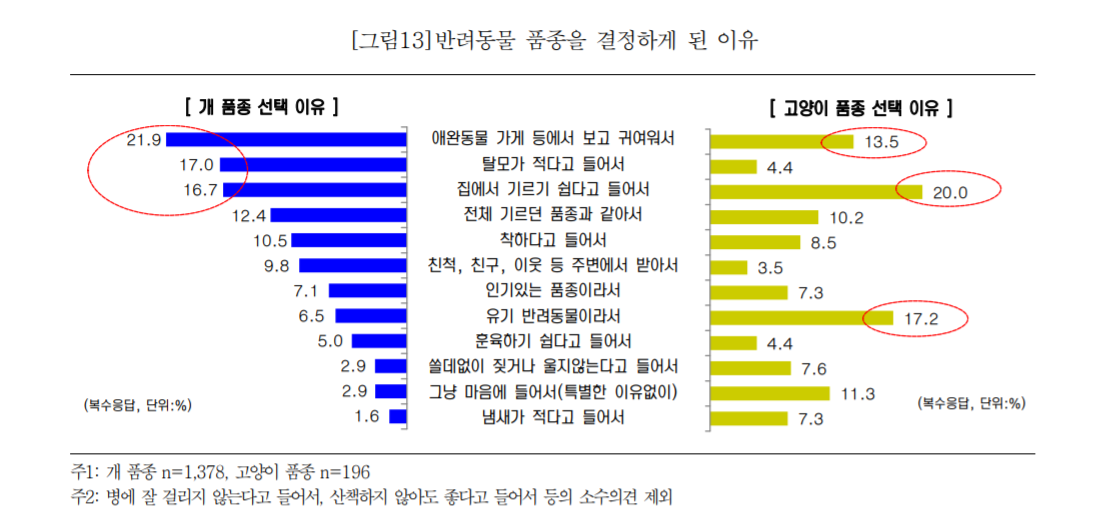 [그림13]반려동물 품종을 결정하게 된 이유
[ 개 품종 선택 이유 ] [ 고양이 품종 선택 이유 ]
21.9 애완동물 가게 등에서 보고 귀여워서 13.5
17.0 탈모가 적다고 들어서 4.4
16.7 집에서 기르기 쉽다고 들어서 20.0
12.4 전체 기르던 품종과 같아서 10.2
10.5 착하다고 들어서 8.5
9.8 친척, 친구, 이웃 등 주변에서 받아서 3.5
7.1 인기있는 품종이라서 7.3
6.5 유기 반려동물이라서 17.2
5.0 훈육하기 쉽다고 들어서 4.4
2.9 쓸데없이 짖거나 울지않는다고 들어서 7.6
2.9 그냥 마음에 들어서(특별한 이유없이) 11.3
(복수응답, 단위:%) (복수응답, 단위:%)
1.6 냄새가 적다고 들어서 7.3
주1: 개 품종 n=1,378, 고양이 품종 n=196
주2: 병에 잘 걸리지 않는다고 들어서, 산책하지 않아도 좋다고 들어서 등의 소수의견 제외